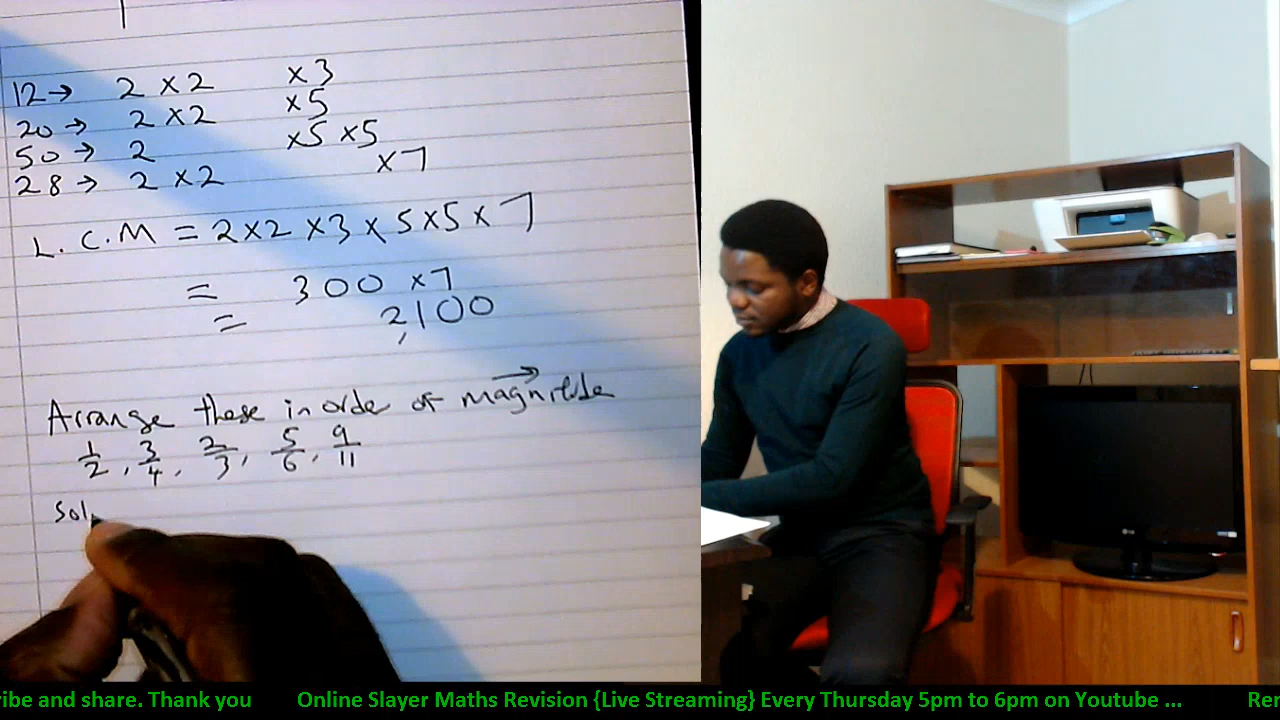 12→ 2 ×2 ×3
20→ 2 ×2 ×5
50→ 2 ×5 ×5
28→ 2 ×2 ×7
L.C.M = 2×2 ×3 × 5×5× 7
= 300 ×7
= 2,100
Arrange these in order of magnitude
1/2, 3/4, 2/3, 5/6, 9/11
Sol
LG
ribe and share. Thank you Online Slayer Maths Revision {Live Streaming} Every Thursday 5pm to 6pm on Youtube ... Rer